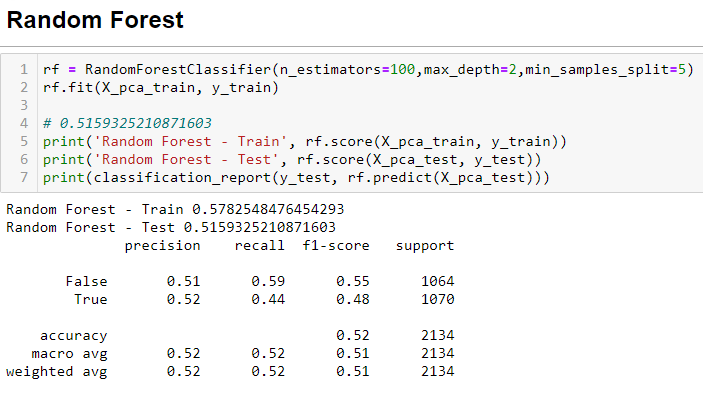 Random Forest
1 rf = RandomForestClassifier(n_estimators=100,max_depth=2,min_samples_split=5)
2 rf.fit(X_pca_train, y_train)
3
4 # 0.5159325210871603
5 print('Random Forest - Train', rf.score(X_pca_train, y_train))
6 print('Random Forest - Test', rf.score(X_pca_test, y_test))
7 print(classification_report(y_test, rf.predict(X_pca_test)))
Random Forest - Train 0.5782548476454293
Random Forest - Test 0.5159325210871603
precision recall f1-score support
False 0.51 0.59 0.55 1064
True 0.52 0.44 0.48 1070
accuracy 0.52 2134
macro avg 0.52 0.52 0.51 2134
weighted avg 0.52 0.52 0.51 2134